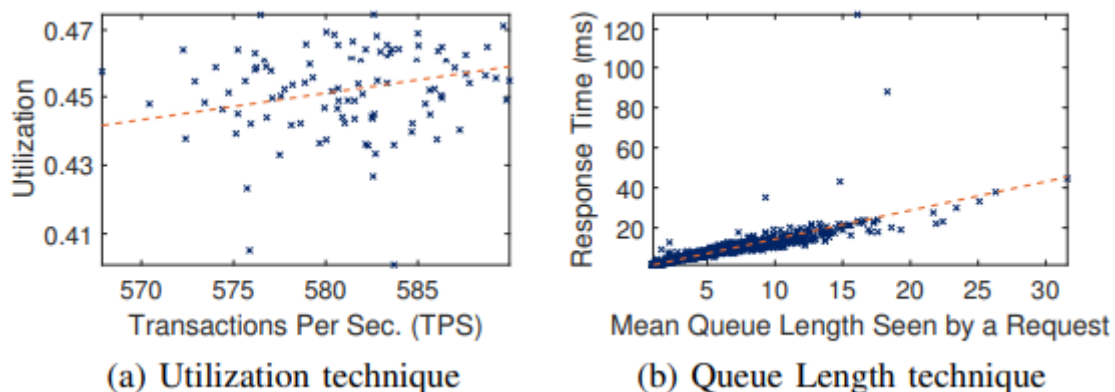 0.47
0.45
0.43
0.41
Utilization
570 575 580 585
Transactions Per Sec. (TPS)
(a) Utilization technique
120
100
80
60
40
20
Response Time (ms)
5 10 15 20 25 30
Mean Queue Length Seen by a Request
(b) Queue Length technique